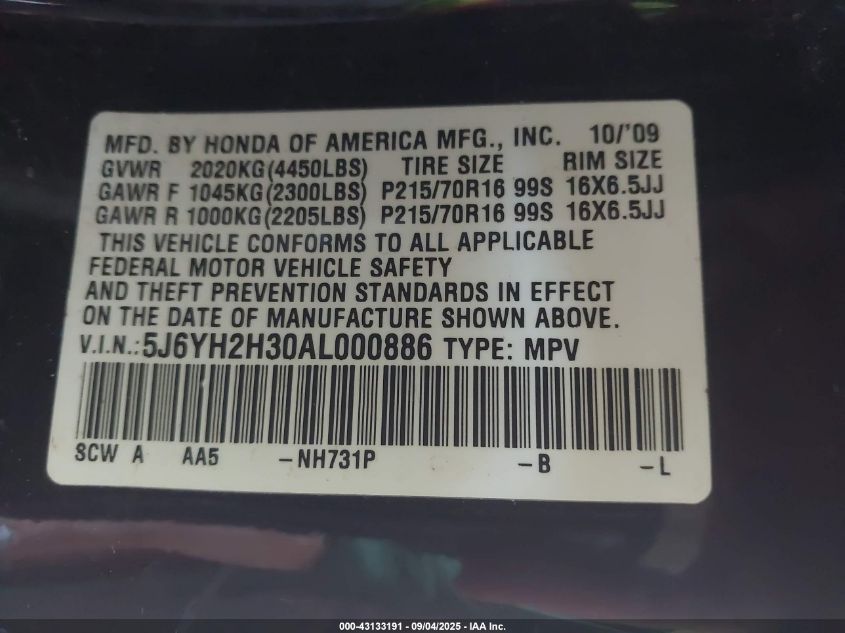 MFD. BY HONDA OF AMERICA MFG., INC. 10/'09
GVWR 2020KG(4450LBS) TIRE SIZE RIM SIZE
GAWR F 1045KG(2300LBS) P215/70R16 99S 16X6.5JJ
GAWR R 1000KG(2205LBS) P215/70R16 99S 16X6.5JJ
THIS VEHICLE CONFORMS TO ALL APPLICABLE
FEDERAL MOTOR VEHICLE SAFETY
AND THEFT PREVENTION STANDARDS IN EFFECT
ON THE DATE OF MANUFACTURE SHOWN ABOVE.
V.I.N.: 5J6YH2H30AL000886 TYPE: MPV
SCW A AA5 -NH731P -B -L
000-43133191 - 09/04/2025 - IAA Inc.